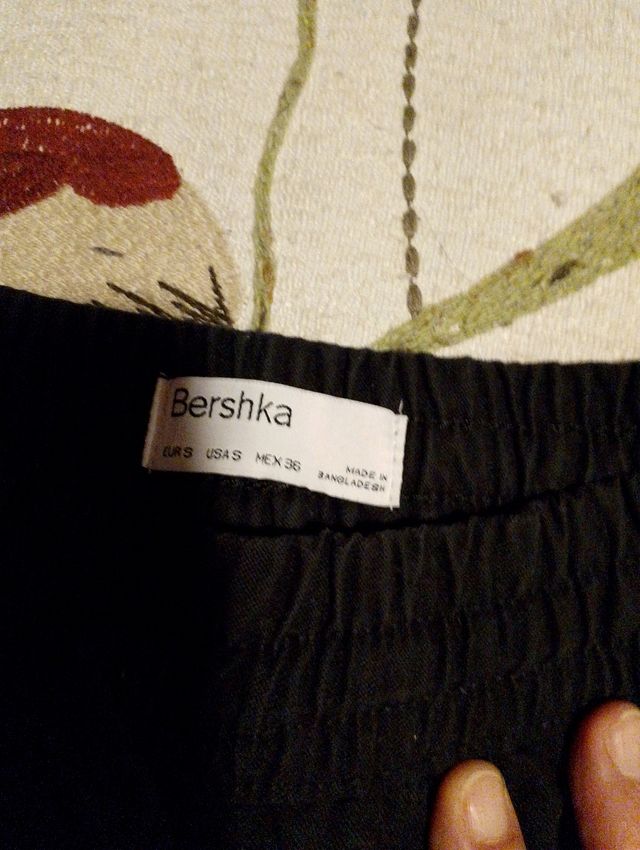 Bershka
EUR S USA S MEX 36
MADE IN
BANGLADESH